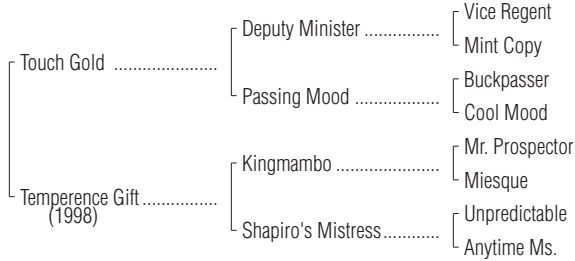 Vice Regent
Deputy Minister ................
Mint Copy
Touch Gold ......................
Buckpasser
Passing Mood ..................
Cool Mood
Mr. Prospector
Kingmambo ......................
Miesque
Temperence Gift................
(1998)
Unpredictable
Shapiro's Mistress............
Anytime Ms.